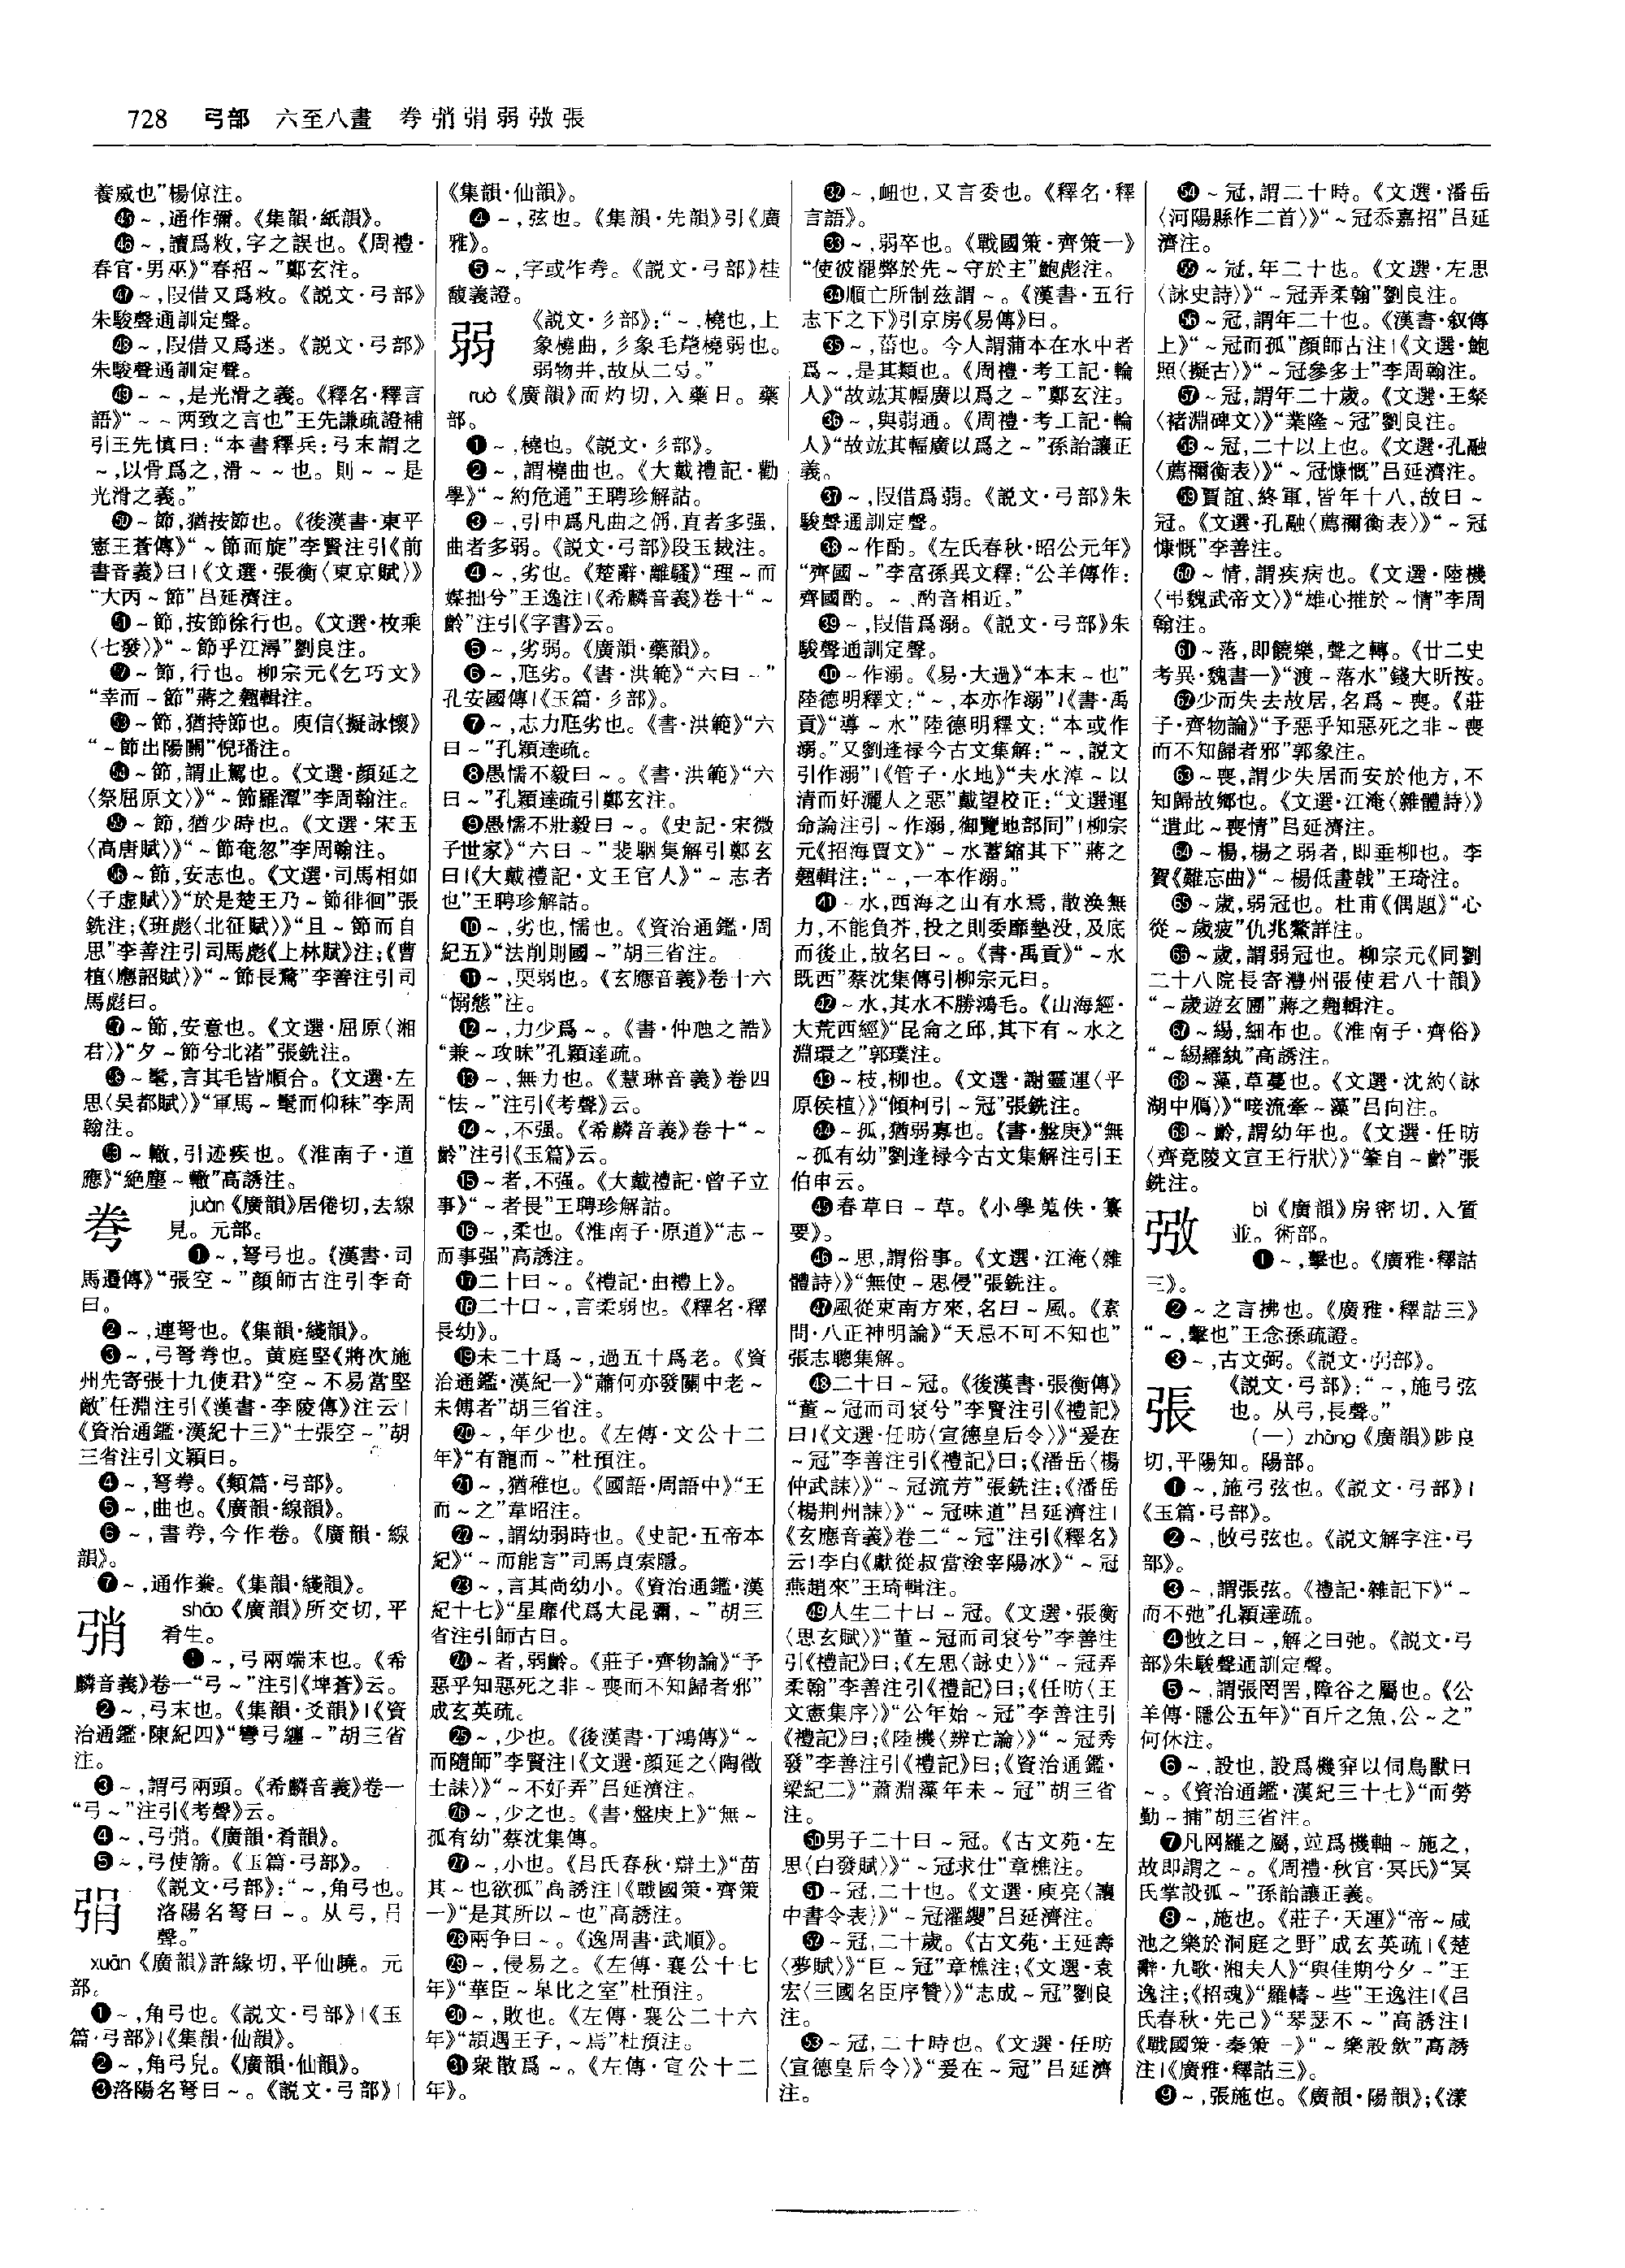 728 弓部 六至八畫 弮弰弲弱弻張
養威也”楊倞注。
㊺~,通作彌。《集韻·紙韻》。
㊻~,讀爲敉,字之誤也。《周禮·
春官·男巫》“春招~”鄭玄注。
㊼~,叚借又爲敉。《説文·弓部》
朱駿聲通訓定聲。
㊽~,叚借又爲迷。《説文·弓部》
朱駿聲通訓定聲。
㊾~~,是光滑之義。《釋名·釋言
語》“~~两致之言也”王先謙疏證補
引王先慎曰:“本書釋兵:弓末謂之
~,以骨爲之,滑~~也。則~~是
光滑之義。”
㊿~節,猶按節也。《後漢書·東平
憲王蒼傳》“~節而旋”李賢注引《前
書音義》曰|《文選·張衡〈東京賦〉》
“大丙~節”吕延濟注。
51~節,按節徐行也。《文選·枚乘
〈七發〉》“~節乎江潯”劉良注。
52~節,行也。柳宗元《乞巧文》
“幸而~節”蔣之翹輯注。
53~節,猶持節也。庾信《擬詠懷》
“~節出陽關”倪璠注。
54~節,謂止駕也。《文選·顔延之
〈祭屈原文〉》“~節羅潭”李周翰注。
55~節,猶少時也。《文選·宋玉
〈高唐賦〉》“~節奄忽”李周翰注。
56~節,安志也。《文選·司馬相如
〈子虚賦〉》“於是楚王乃~節徘徊”張
銑注;《班彪〈北征賦〉》“且~節而自
思”李善注引司馬彪《上林賦》注;《曹
植〈應詔賦〉》“~節長騖”李善注引司
馬彪曰。
57~節,安意也。《文選·屈原〈湘
君〉》“夕~節兮北渚”張銑注。
58~髦,言其毛皆順合。《文選·左
思〈吴都賦〉》“軍馬~髦而仰秣”李周
翰注。
59~轍,引迹疾也。《淮南子·道
應》“絶塵~轍”高誘注。
弮 juàn《廣韻》居倦切,去線
見。元部。
❶~,弩弓也。《漢書·司
馬遷傳》“張空~”顔師古注引李奇
曰。
❷~,連弩也。《集韻·綫韻》。
❸~,弓弩弮也。黄庭堅《將次施
州先寄張十九使君》“空~不易當堅
敵”任淵注引《漢書·李陵傳》注云|
《資治通鑑·漢紀十三》“士張空~”胡
三省注引文穎曰。
❹~,弩弮。《類篇·弓部》。
❺~,曲也。《廣韻·線韻》。
❻~,書弮,今作卷。《廣韻·線
韻》。
❼~,通作絭。《集韻·綫韻》。
弰 shāo《廣韻》所交切,平
肴生。
❶~,弓兩端末也。《希
麟音義》卷一“弓~”注引《埤蒼》云。
❷~,弓末也。《集韻·爻韻》|《資
治通鑑·陳紀四》“彎弓纏~”胡三省
注。
❸~,謂弓兩頭。《希麟音義》卷一
“弓~”注引《考聲》云。
❹~,弓弰。《廣韻·肴韻》。
❺~,弓使箭。《玉篇·弓部》。
弲 《説文·弓部》:“~,角弓也。
洛陽名弩曰~。从弓,肙
聲。”
xuān《廣韻》許緣切,平仙曉。元
部。
❶~,角弓也。《説文·弓部》|《玉
篇·弓部》|《集韻·仙韻》。
❷~,角弓皃。《廣韻·仙韻》。
❸洛陽名弩曰~。《説文·弓部》|
《集韻·仙韻》。
❹~,弦也。《集韻·先韻》引《廣
雅》。
❺~,字或作弮。《説文·弓部》桂
馥義證。
弱 《説文·彡部》:“~,橈也,上
象橈曲,彡象毛氂橈弱也。
弱物并,故从二弓。”
ruò《廣韻》而灼切,入藥日。藥
部。
❶~,橈也。《説文·彡部》。
❷~,謂橈曲也。《大戴禮記·勸
學》“~約危通”王聘珍解詁。
❸~,引申爲凡曲之偁,直者多强,
曲者多弱。《説文·弓部》段玉裁注。
❹~,劣也。《楚辭·離騷》“理~而
媒拙兮”王逸注|《希麟音義》卷十“~
齡”注引《字書》云。
❺~,劣弱。《廣韻·藥韻》。
❻~,尪劣。《書·洪範》“六曰~”
孔安國傳|《玉篇·彡部》。
❼~,志力尪劣也。《書·洪範》“六
曰~”孔穎達疏。
❽愚懦不毅曰~。《書·洪範》“六
曰~”孔穎達疏引鄭玄注。
❾愚懦不壯毅曰~。《史記·宋微
子世家》“六曰~”裴駰集解引鄭玄
曰|《大戴禮記·文王官人》“~志者
也”王聘珍解詁。
❿~,劣也,懦也。《資治通鑑·周
紀五》“法削則國~”胡三省注。
⓫~,耎弱也。《玄應音義》卷十六
“愵態”注。
⓬~,力少爲~。《書·仲虺之誥》
“兼~攻昧”孔穎達疏。
⓭~,無力也。《慧琳音義》卷四
“怯~”注引《考聲》云。
⓮~,不强。《希麟音義》卷十“~
齡”注引《玉篇》云。
⓯~者,不强。《大戴禮記·曾子立
事》“~者畏”王聘珍解詁。
⓰~,柔也。《淮南子·原道》“志~
而事强”高誘注。
⓱二十曰~。《禮記·曲禮上》。
⓲二十曰~,言柔弱也。《釋名·釋
長幼》。
⓳未二十爲~,過五十爲老。《資
治通鑑·漢紀一》“蕭何亦發關中老~
未傅者”胡三省注。
⓴~,年少也。《左傳·文公十二
年》“有寵而~”杜預注。
21~,猶稚也。《國語·周語中》“王
而~之”韋昭注。
22~,謂幼弱時也。《史記·五帝本
紀》“~而能言”司馬貞索隱。
23~,言其尚幼小。《資治通鑑·漢
紀十七》“星靡代爲大昆彌,~”胡三
省注引師古曰。
24~者,弱齡。《莊子·齊物論》“予
惡乎知惡死之非~喪而不知歸者邪”
成玄英疏。
25~,少也。《後漢書·丁鴻傳》“~
而隨師”李賢注|《文選·顔延之〈陶徵
士誄〉》“~不好弄”吕延濟注。
26~,少之也。《書·盤庚上》“無~
孤有幼”蔡沈集傳。
27~,小也。《吕氏春秋·辯土》“苗
其~也欲孤”高誘注|《戰國策·齊策
一》“是其所以~也”高誘注。
28兩争曰~。《逸周書·武順》。
29~,侵易之。《左傳·襄公十七
年》“華臣~皋比之室”杜預注。
30~,敗也。《左傳·襄公二十六
年》“頡遇王子,~焉”杜預注。
31衆散爲~。《左傳·宣公十二
年》。
32~,衄也,又言委也。《釋名·釋
言語》。
33~,弱卒也。《戰國策·齊策一》
“使彼罷弊於先~守於主”鮑彪注。
34順亡所制兹謂~。《漢書·五行
志下之下》引京房《易傳》曰。
35~,菑也。今人謂蒲本在水中者
爲~,是其類也。《周禮·考工記·輪
人》“故竑其幅廣以爲之~”鄭玄注。
36~,與蒻通。《周禮·考工記·輪
人》“故竑其幅廣以爲之~”孫詒讓正
義。
37~,叚借爲蒻。《説文·弓部》朱
駿聲通訓定聲。
38~作酌。《左氏春秋·昭公元年》
“齊國~”李富孫異文釋:“公羊傳作:
齊國酌。~、酌音相近。”
39~,叚借爲溺。《説文·弓部》朱
駿聲通訓定聲。
40~作溺。《易·大過》“本末~也”
陸德明釋文:“~,本亦作溺”|《書·禹
貢》“導~水”陸德明釋文:“本或作
溺。”又劉逢禄今古文集解:“~,説文
引作溺”|《管子·水地》“夫水淖~以
清而好灑人之惡”戴望校正:“文選運
命論注引~作溺,御覽地部同”|柳宗
元《招海賈文》“~水蓄縮其下”蔣之
翹輯注:“~,一本作溺。”
41~水,西海之山有水焉,散涣無
力,不能負芥,投之則委靡墊没,及底
而後止,故名曰~。《書·禹貢》“~水
既西”蔡沈集傳引柳宗元曰。
42~水,其水不勝鴻毛。《山海經·
大荒西經》“昆侖之邱,其下有~水之
淵環之”郭璞注。
43~枝,柳也。《文選·謝靈運〈平
原侯植〉》“傾柯引~冠”張銑注。
44~孤,猶弱寡也。《書·盤庚》“無
~孤有幼”劉逢禄今古文集解注引王
伯申云。
45春草曰~草。《小學蒐佚·纂
要》。
46~思,謂俗事。《文選·江淹〈雜
體詩〉》“無使~思侵”張銑注。
47風從東南方來,名曰~風。《素
問·八正神明論》“天忌不可不知也”
張志聰集解。
48二十曰~冠。《後漢書·張衡傳》
“董~冠而司衮兮”李賢注引《禮記》
曰|《文選·任昉〈宣德皇后令〉》“爰在
~冠”李善注引《禮記》曰;《潘岳〈楊
仲武誄〉》“~冠流芳”張銑注;《潘岳
〈楊荆州誄〉》“~冠味道”吕延濟注|
《玄應音義》卷二“~冠”注引《釋名》
云|李白《獻從叔當塗宰陽冰》“~冠
燕趙來”王琦輯注。
49人生二十曰~冠。《文選·張衡
〈思玄賦〉》“董~冠而司衮兮”李善注
引《禮記》曰;《左思〈詠史〉》“~冠弄
柔翰”李善注引《禮記》曰;《任昉〈王
文憲集序〉》“公年始~冠”李善注引
《禮記》曰;《陸機〈辨亡論〉》“~冠秀
發”李善注引《禮記》曰;《資治通鑑·
梁紀二》“蕭淵藻年未~冠”胡三省
注。
50男子二十曰~冠。《古文苑·左
思〈白發賦〉》“~冠求仕”章樵注。
51~冠,二十也。《文選·庾亮〈讓
中書令表〉》“~冠濯纓”吕延濟注。
52~冠,二十歲。《古文苑·王延壽
〈夢賦〉》“臣~冠”章樵注;《文選·袁
宏〈三國名臣序贊〉》“志成~冠”劉良
注。
53~冠,二十時也。《文選·任昉
〈宣德皇后令〉》“爰在~冠”吕延濟
注。
54~冠,謂二十時。《文選·潘岳
〈河陽縣作二首〉》“~冠忝嘉招”吕延
濟注。
55~冠,年二十也。《文選·左思
〈詠史詩〉》“~冠弄柔翰”劉良注。
56~冠,謂年二十也。《漢書·叙傳
上》“~冠而孤”顔師古注|《文選·鮑
照〈擬古〉》“~冠參多士”李周翰注。
57~冠,謂年二十歲。《文選·王儉
〈褚淵碑文〉》“業隆~冠”劉良注。
58~冠,二十以上也。《文選·孔融
〈薦禰衡表〉》“~冠慷慨”吕延濟注。
59賈誼、終軍,皆年十八,故曰~
冠。《文選·孔融〈薦禰衡表〉》“~冠
慷慨”李善注。
60~情,謂疾病也。《文選·陸機
〈弔魏武帝文〉》“雄心摧於~情”李周
翰注。
61~落,即饒樂,聲之轉。《廿二史
考異·魏書一》“渡~落水”錢大昕按。
62少而失去故居,名爲~喪。《莊
子·齊物論》“予惡乎知惡死之非~喪
而不知歸者邪”郭象注。
63~喪,謂少失居而安於他方,不
知歸故鄉也。《文選·江淹〈雜體詩〉》
“遣此~喪情”吕延濟注。
64~楊,楊之弱者,即垂柳也。李
賀《難忘曲》“~楊低畫戟”王琦注。
65~歲,弱冠也。杜甫《偶題》“心
從~歲疲”仇兆鰲詳注。
66~歲,謂弱冠也。柳宗元《同劉
二十八院長寄澧州張使君八十韻》
“~歲遊玄圃”蔣之翹輯注。
67~緆,細布也。《淮南子·齊俗》
“~緆羅紈”高誘注。
68~藻,草蔓也。《文選·沈約〈詠
湖中鴈〉》“唼流牽~藻”吕向注。
69~齡,謂幼年也。《文選·任昉
〈齊竟陵文宣王行狀〉》“肇自~齡”張
銑注。
弻 bì《廣韻》房密切,入質
並。術部。
❶~,擊也。《廣雅·釋詁
三》。
❷~之言拂也。《廣雅·釋詁三》
“~,擊也”王念孫疏證。
❸~,古文弼。《説文·弜部》。
張 《説文·弓部》:“~,施弓弦
也。从弓,長聲。”
(一) zhāng《廣韻》陟良
切,平陽知。陽部。
❶~,施弓弦也。《説文·弓部》|
《玉篇·弓部》。
❷~,㢮弓弦也。《説文解字注·弓
部》。
❸~,謂張弦。《禮記·雜記下》“~
而不弛”孔穎達疏。
❹㢮之曰~,解之曰弛。《説文·弓
部》朱駿聲通訓定聲。
❺~,謂張罔罟,障谷之屬也。《公
羊傳·隱公五年》“百斤之魚,公~之”
何休注。
❻~,設也,設爲機穽以伺鳥獸曰
~。《資治通鑑·漢紀三十七》“而勞
勤~捕”胡三省注。
❼凡网羅之屬,竝爲機軸~施之,
故即謂之~。《周禮·秋官·冥氏》“冥
氏掌設弧~”孫詒讓正義。
❽~,施也。《莊子·天運》“帝~咸
池之樂於洞庭之野”成玄英疏|《楚
辭·九歌·湘夫人》“與佳期兮夕~”王
逸注;《招魂》“羅幬~些”王逸注|《吕
氏春秋·先己》“琴瑟不~”高誘注|
《戰國策·秦策一》“~樂設飲”高誘
注|《廣雅·釋詁三》。
❾~,張施也。《廣韻·陽韻》;《漾